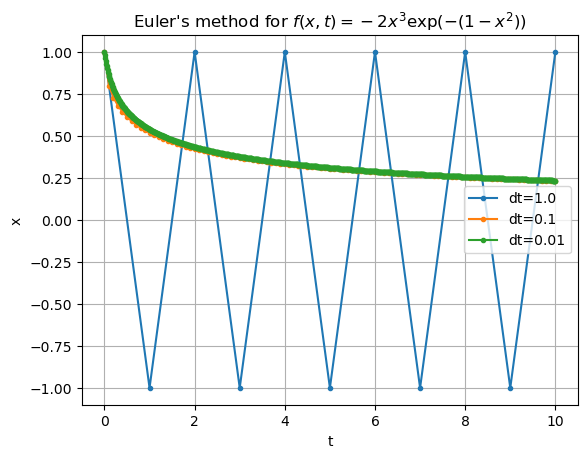 Euler's method for f(x, t) = −2x³exp(−(1 − x²))
1.00
0.75
0.50
0.25
0.00
−0.25
−0.50
−0.75
−1.00
x
dt=1.0
dt=0.1
dt=0.01
0 2 4 6 8 10
t